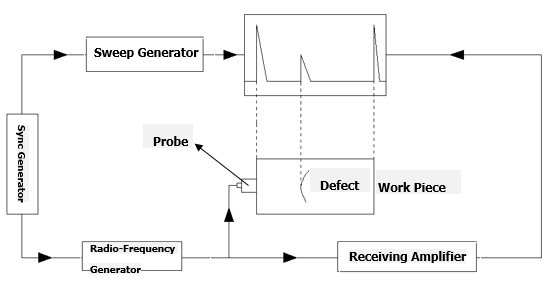 Sweep Generator
Sync Generator
Probe
Defect
Work Piece
Radio-Frequency
Generator
Receiving Amplifier